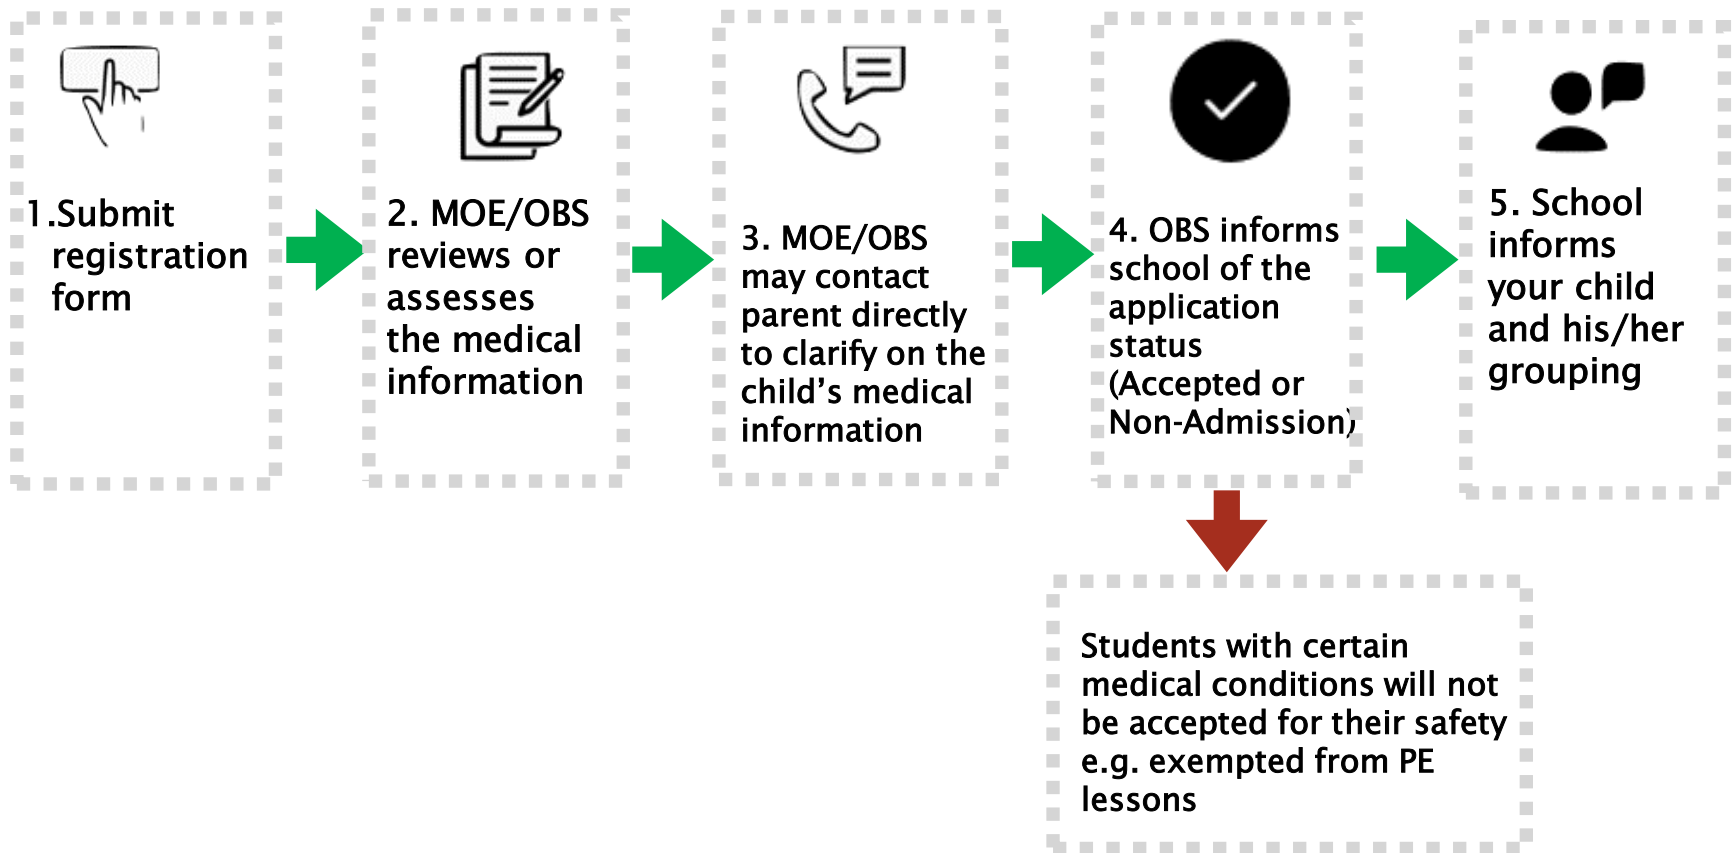 1.Submit
registration
form
2. MOE/OBS
reviews or
assesses
the medical
information
3. MOE/OBS
may contact
parent directly
to clarify on the
child’s medical
information
4. OBS informs
school of the
application
status
(Accepted or
Non-Admission)
5. School
informs
your child
and his/her
grouping
Students with certain
medical conditions will not
be accepted for their safety
e.g. exempted from PE
lessons